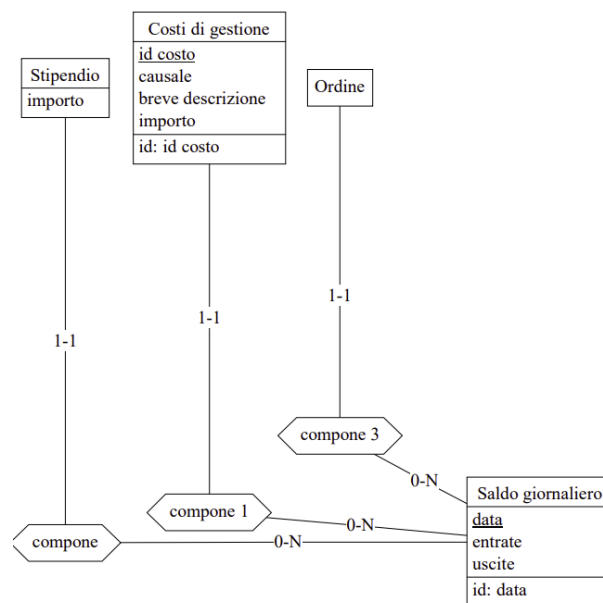 Costi di gestione
id costo
causale
breve descrizione
importo
id: id costo
Stipendio
importo
Ordine
1-1
1-1
1-1
compone 3
0-N
compone 1
0-N
compone
0-N
Saldo giornaliero
data
entrate
uscite
id: data